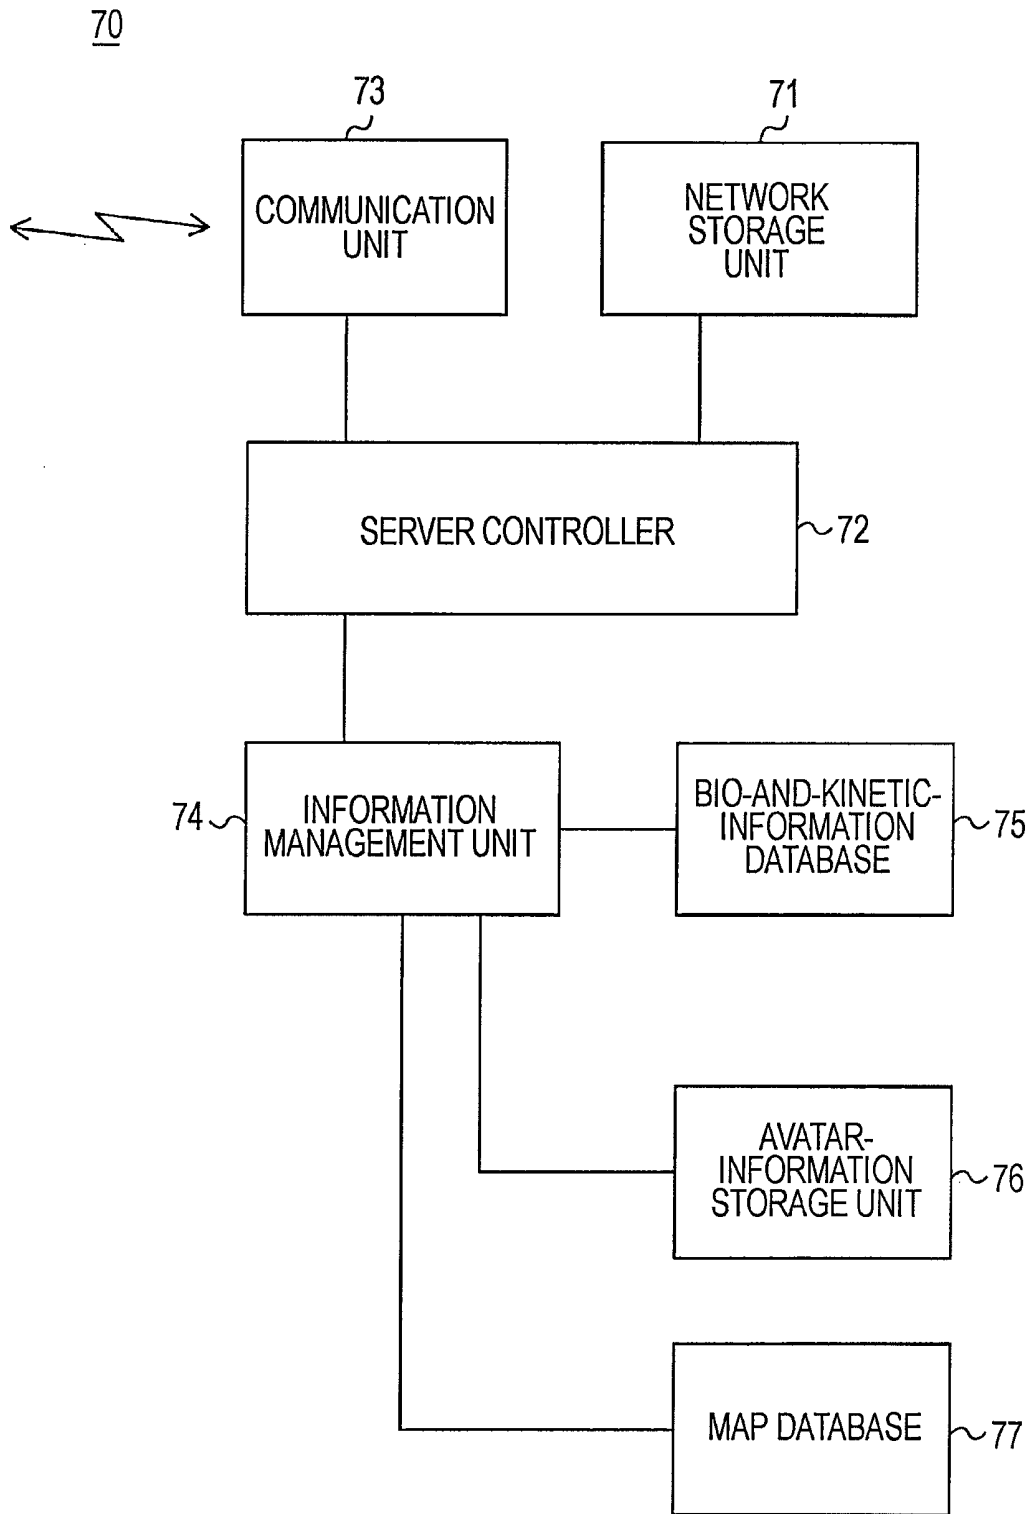 70
73
71
COMMUNICATION
UNIT
NETWORK
STORAGE
UNIT
SERVER CONTROLLER
72
74
INFORMATION
MANAGEMENT UNIT
BIO-AND-KINETIC-
INFORMATION
DATABASE
75
AVATAR-
INFORMATION
STORAGE UNIT
76
MAP DATABASE
77